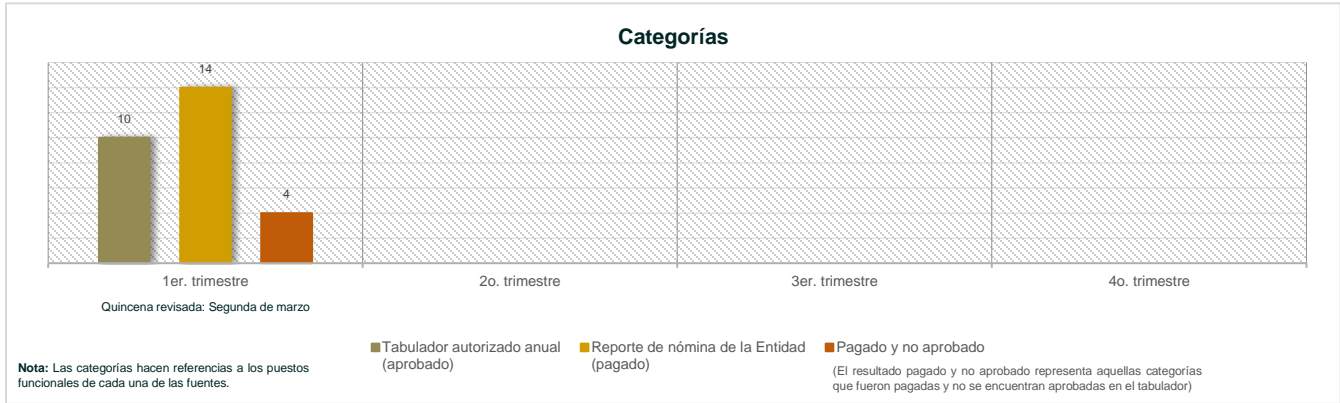 Categorías
14
10
4
1er. trimestre
2o. trimestre
3er. trimestre
4o. trimestre
Quincena revisada: Segunda de marzo
Tabulador autorizado anual
(aprobado)
Reporte de nómina de la Entidad
(pagado)
Pagado y no aprobado
(El resultado pagado y no aprobado representa aquellas categorías
que fueron pagadas y no se encuentran aprobadas en el tabulador)
Nota: Las categorías hacen referencias a los puestos
funcionales de cada una de las fuentes.